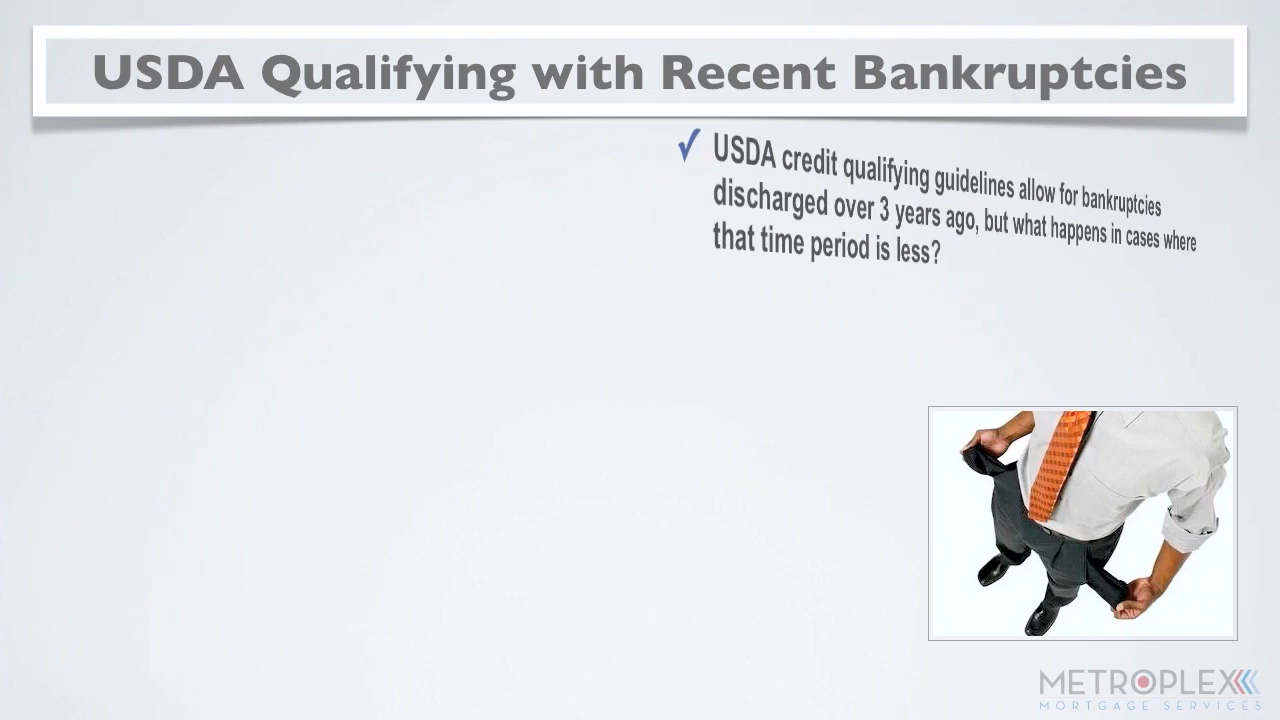 USDA Qualifying with Recent Bankruptcies
✓ USDA credit qualifying guidelines allow for bankruptcies
discharged over 3 years ago, but what happens in cases where
that time period is less?
METROPLEX
MORTGAGE SERVICES